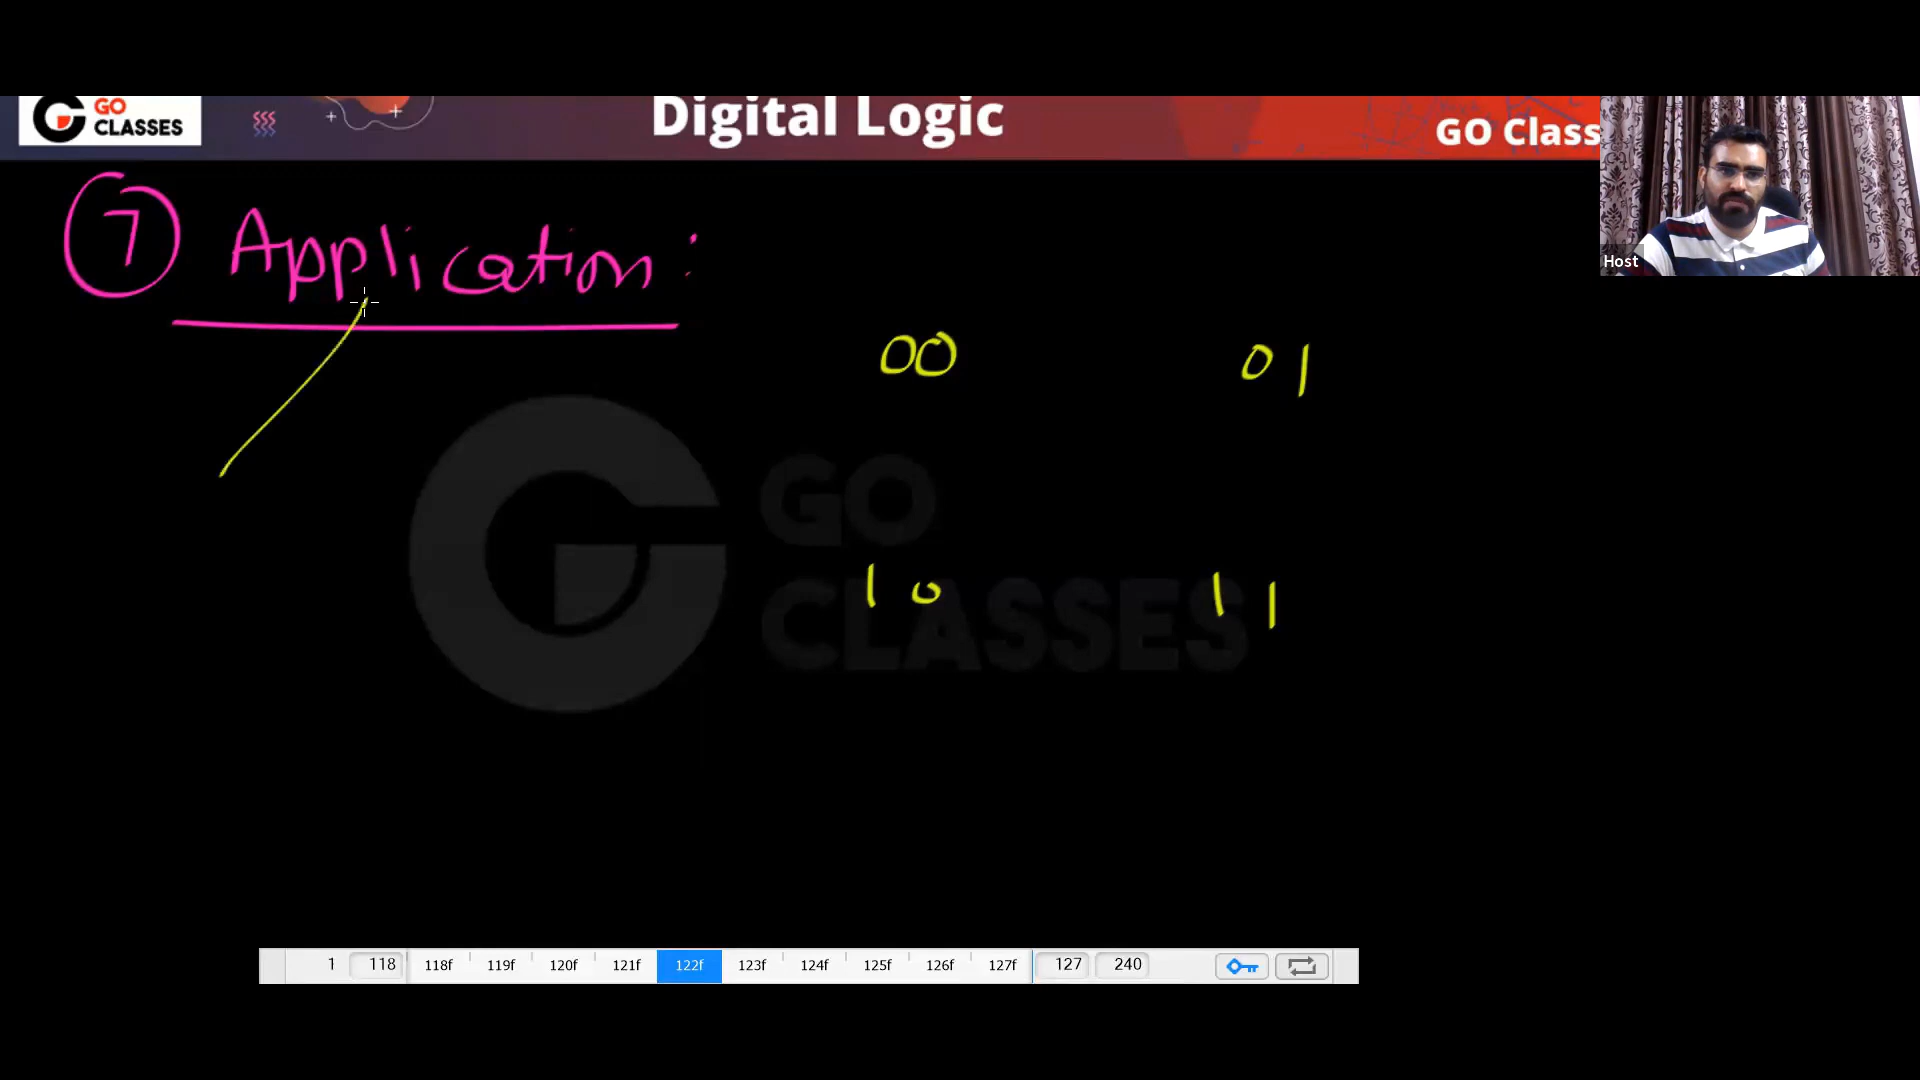 GO CLASSES
Digital Logic
GO Class
Host
7 Application:
00 01
GO
CLASSES
10 11
1 118 118f 119f 120f 121f 122f 123f 124f 125f 126f 127f 127 240